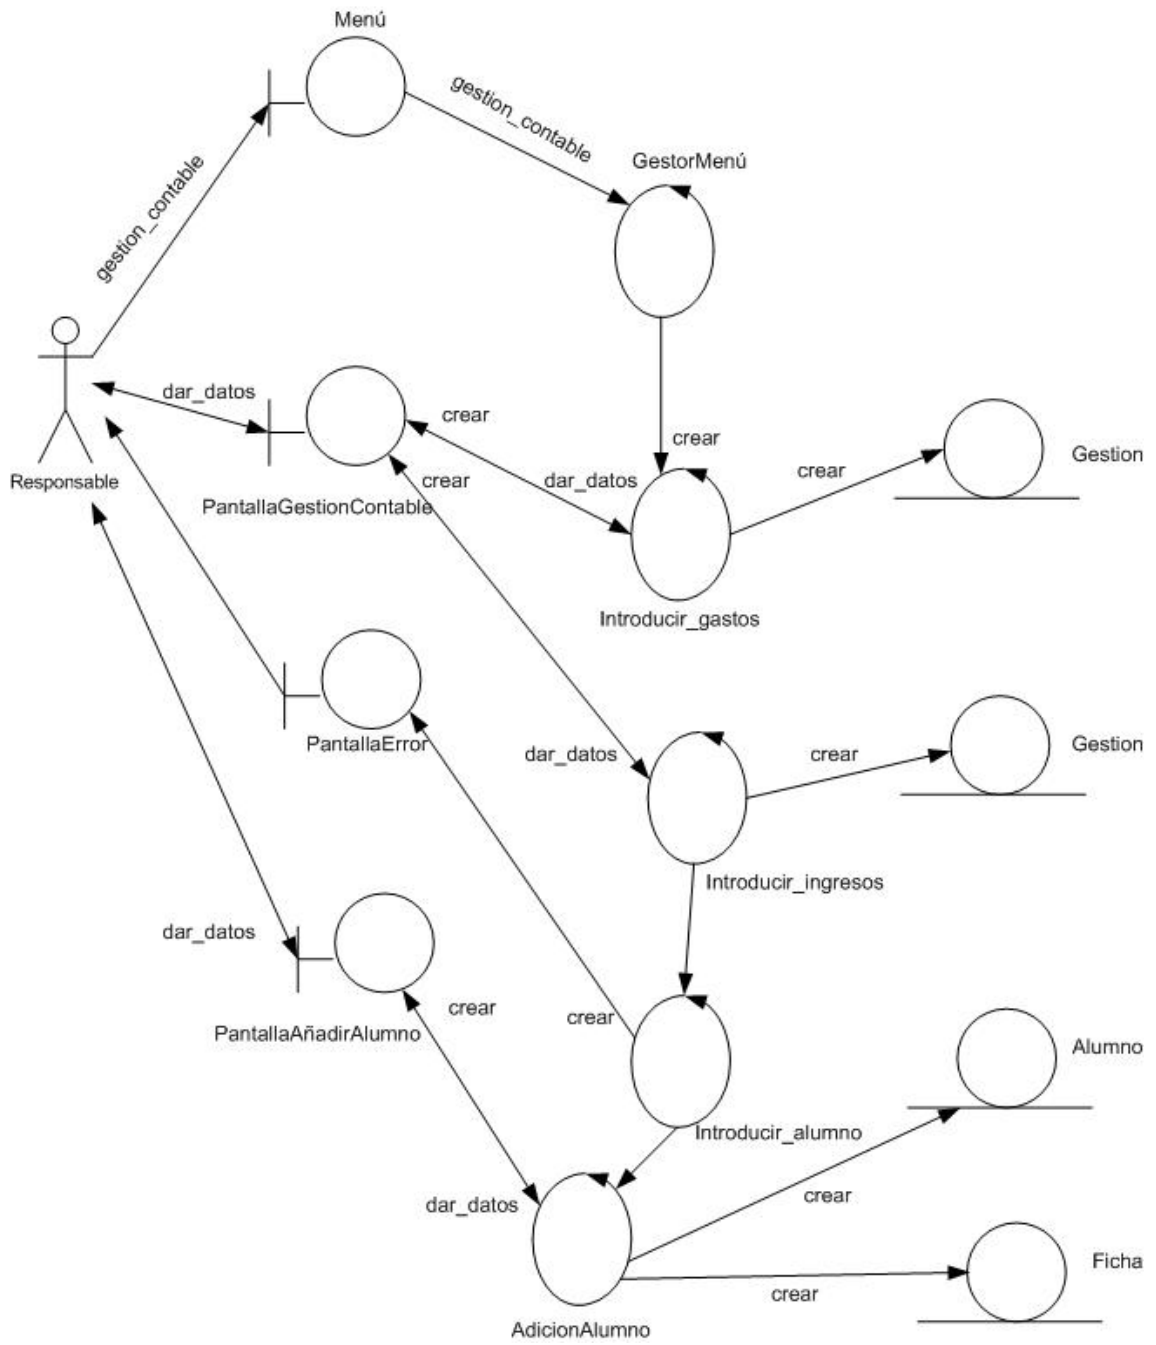 Menú
gestion_contable
GestorMenú
gestion_contable
dar_datos
crear
crear
Gestion
Responsable
crear
dar_datos
crear
PantallaGestionContable
Introducir_gastos
PantallaError
dar_datos
crear
Gestion
Introducir_ingresos
dar_datos
crear
crear
PantallaAñadirAlumno
Alumno
Introducir_alumno
dar_datos
crear
Ficha
crear
AdicionAlumno